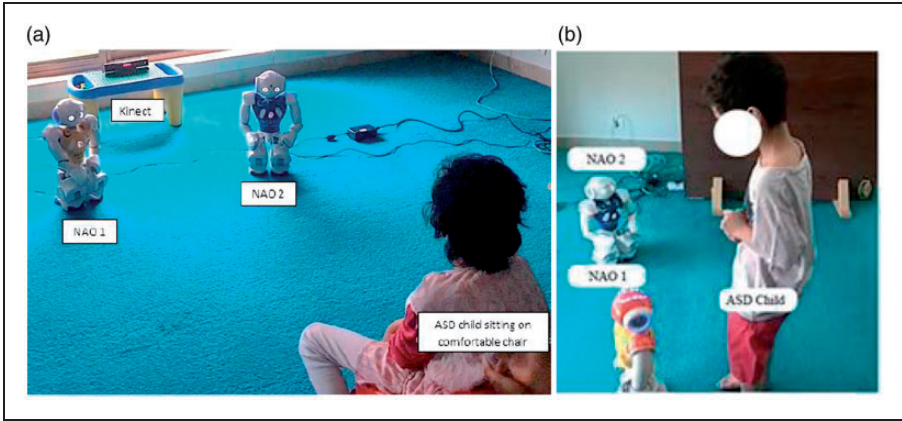 (a)
Kinect
NAO 1
NAO 2
ASD child sitting on
comfortable chair
(b)
NAO 2
NAO 1
ASD Child